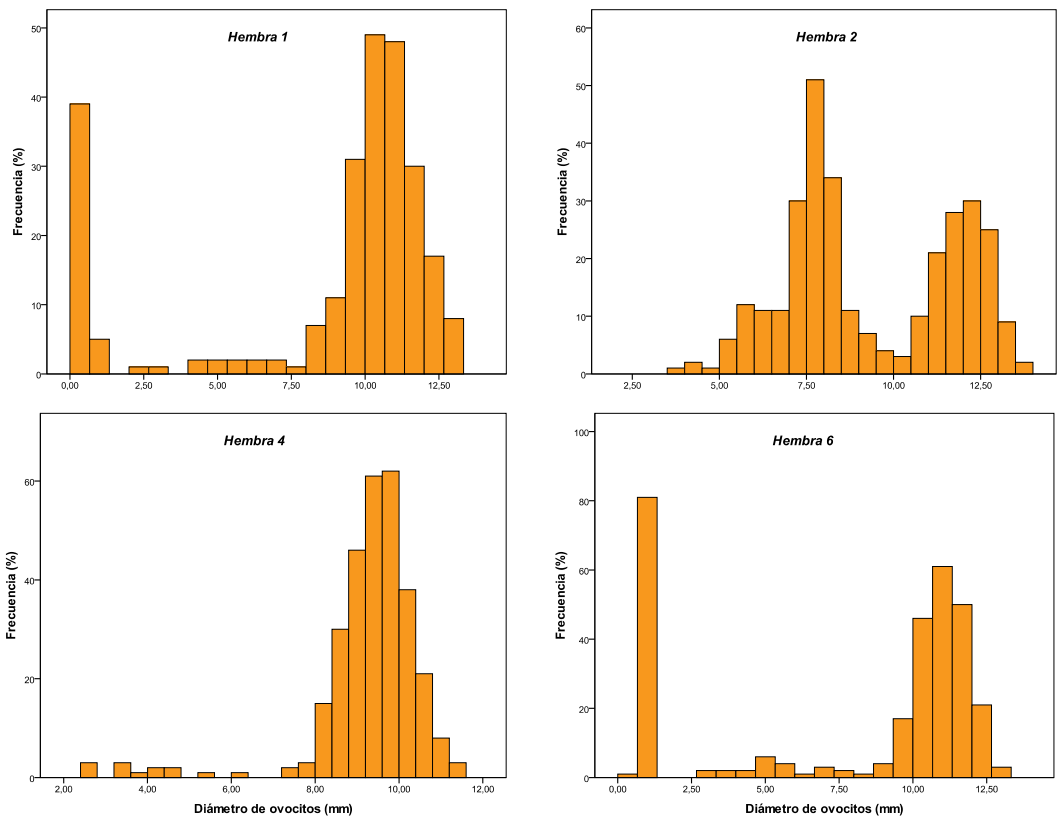 Hembra 1
Frecuencia (%)
50
40
30
20
10
0
0,00 2,50 5,00 7,50 10,00 12,50
Hembra 2
Frecuencia (%)
60
50
40
30
20
10
0
2,50 5,00 7,50 10,00 12,50
Hembra 4
Frecuencia (%)
60
40
20
0
2,00 4,00 6,00 8,00 10,00 12,00
Diámetro de ovocitos (mm)
Hembra 6
Frecuencia (%)
100
80
60
40
20
0
0,00 2,50 5,00 7,50 10,00 12,50
Diámetro de ovocitos (mm)